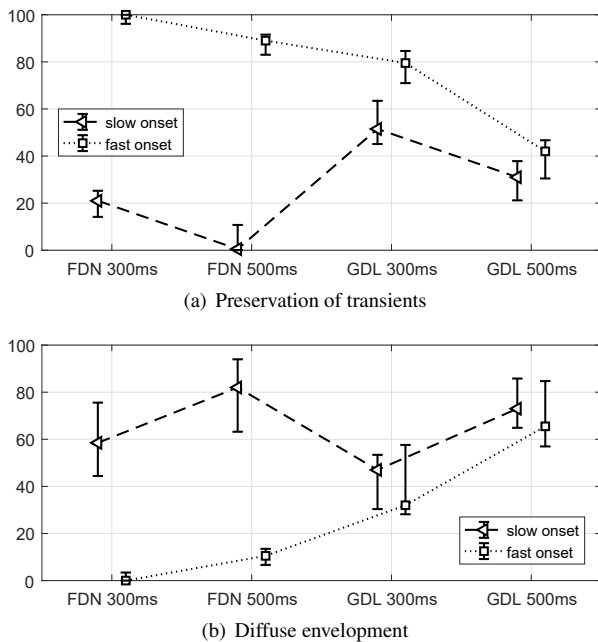 100
80
60
40
20
0
slow onset
fast onset
FDN 300ms FDN 500ms GDL 300ms GDL 500ms
(a) Preservation of transients
100
80
60
40
20
0
slow onset
fast onset
FDN 300ms FDN 500ms GDL 300ms GDL 500ms
(b) Diffuse envelopment